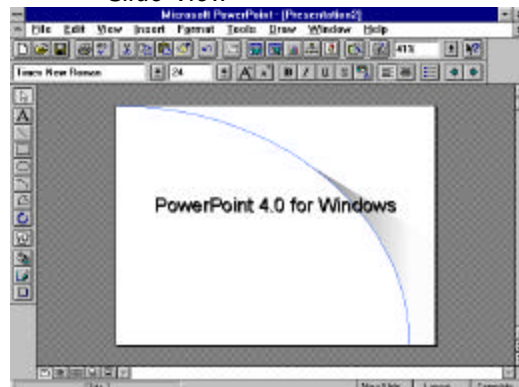 Slide View
Microsoft PowerPoint - [Presentation2]
File Edit View Insert Format Tools Draw Window Help
41%
Times New Roman 24 A A B I U S
A
PowerPoint 4.0 for Windows